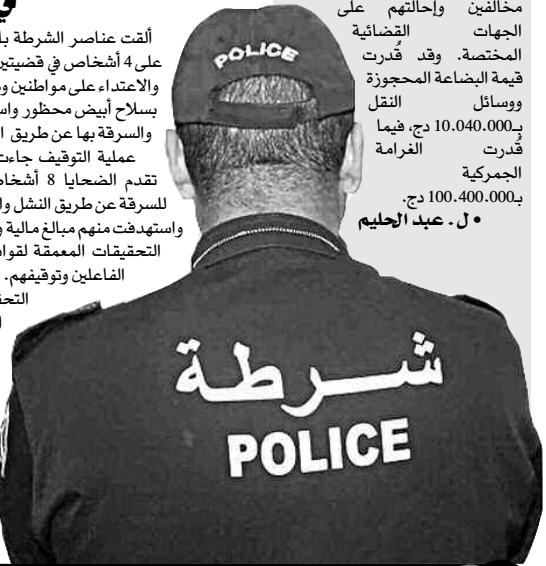 مخالفين وإحالتهم على
الجهات القضائية
المختصة. وقد قُدرت
قيمة البضاعة المحجوزة
ووسائل النقل
بـ10.040.000 دج، فيما
قُدرت الغرامة
الجمركية
بـ100.400.000 دج.
• ل. عبد الحليم
ألقت عناصر الشرطة
على 4 أشخاص في قضيتين
والاعتداء على مواطنين
بسلاح أبيض محظور
والسرقة بها عن طريق
عملية التوقيف جاءت
تقدم الضحايا 8
للسرقة عن طريق النشل
واستهدفت منهم مبالغ مالية
التحقيقات المعمقة
الفاعلين وتوقيفهم.
POLICE
شـــرطـة
POLICE